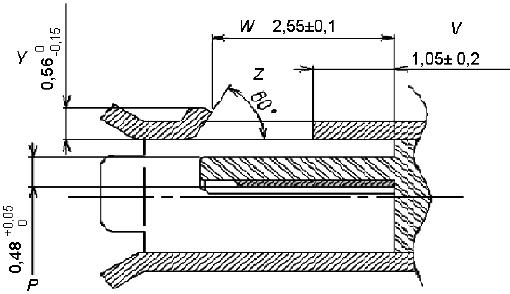 W 2,55±0,1 V
1,05± 0,2
Y 0,56 0 -0,15
Z
60°
0,48 +0,05 0
P